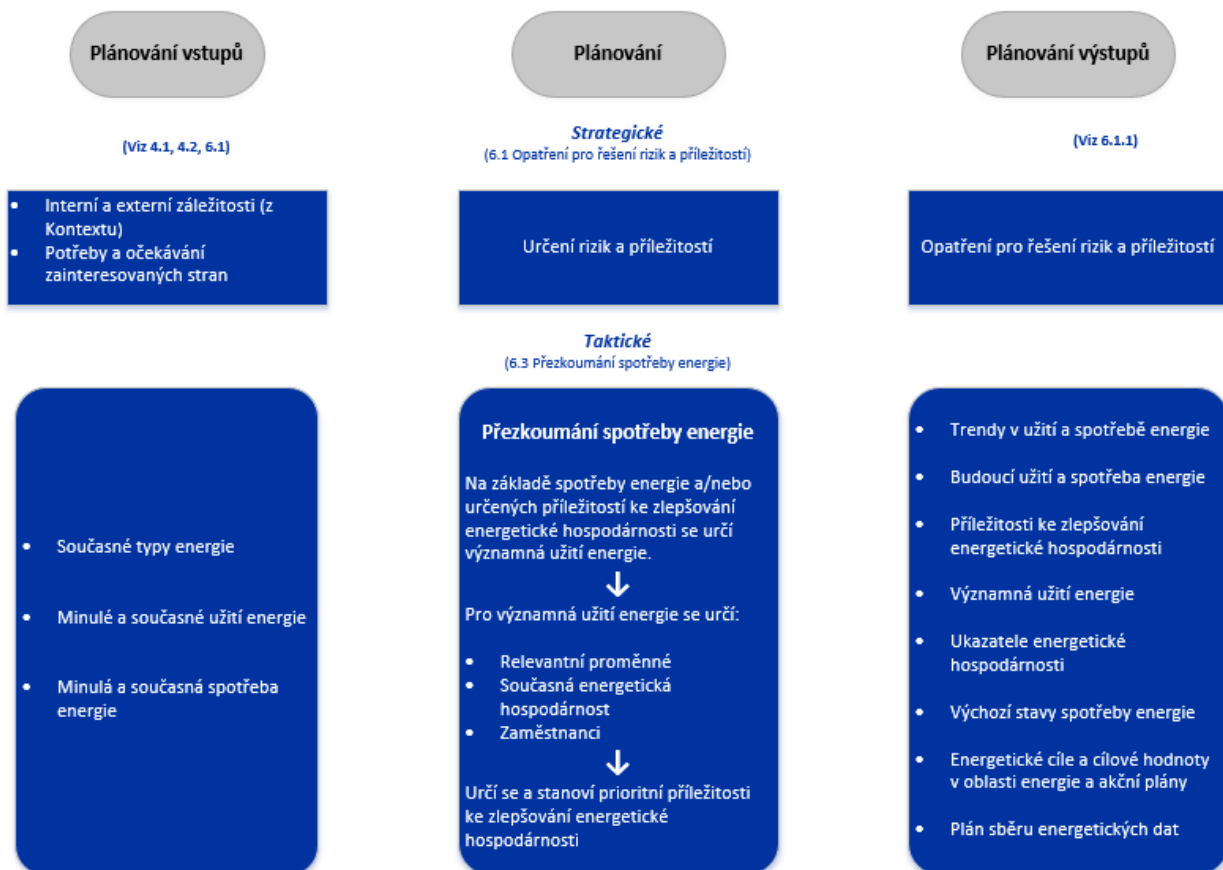 Plánování vstupů
Plánování
Plánování výstupů
(Viz 4.1, 4.2, 6.1)
Strategické
(6.1 Opatření pro řešení rizik a příležitostí)
(Viz 6.1.1)
• Interní a externí záležitosti (z
Kontextu)
• Potřeby a očekávání
zainteresovaných stran
Určení rizik a příležitostí
Opatření pro řešení rizik a příležitostí
Taktické
(6.3 Přezkoumání spotřeby energie)
• Současné typy energie
• Minulé a současné užití energie
• Minulá a současná spotřeba
energie
Přezkoumání spotřeby energie
Na základě spotřeby energie a/nebo
určených příležitostí ke zlepšování
energetické hospodárnosti se určí
významná užití energie.
↓
Pro významná užití energie se určí:
• Relevantní proměnné
• Současná energetická
hospodárnost
• Zaměstnanci
↓
Určí se a stanoví prioritní příležitosti
ke zlepšování energetické
hospodárnosti
• Trendy v užití a spotřebě energie
• Budoucí užití a spotřeba energie
• Příležitosti ke zlepšování
energetické hospodárnosti
• Významná užití energie
• Ukazatele energetické
hospodárnosti
• Výchozí stavy spotřeby energie
• Energetické cíle a cílové hodnoty
v oblasti energie a akční plány
• Plán sběru energetických dat